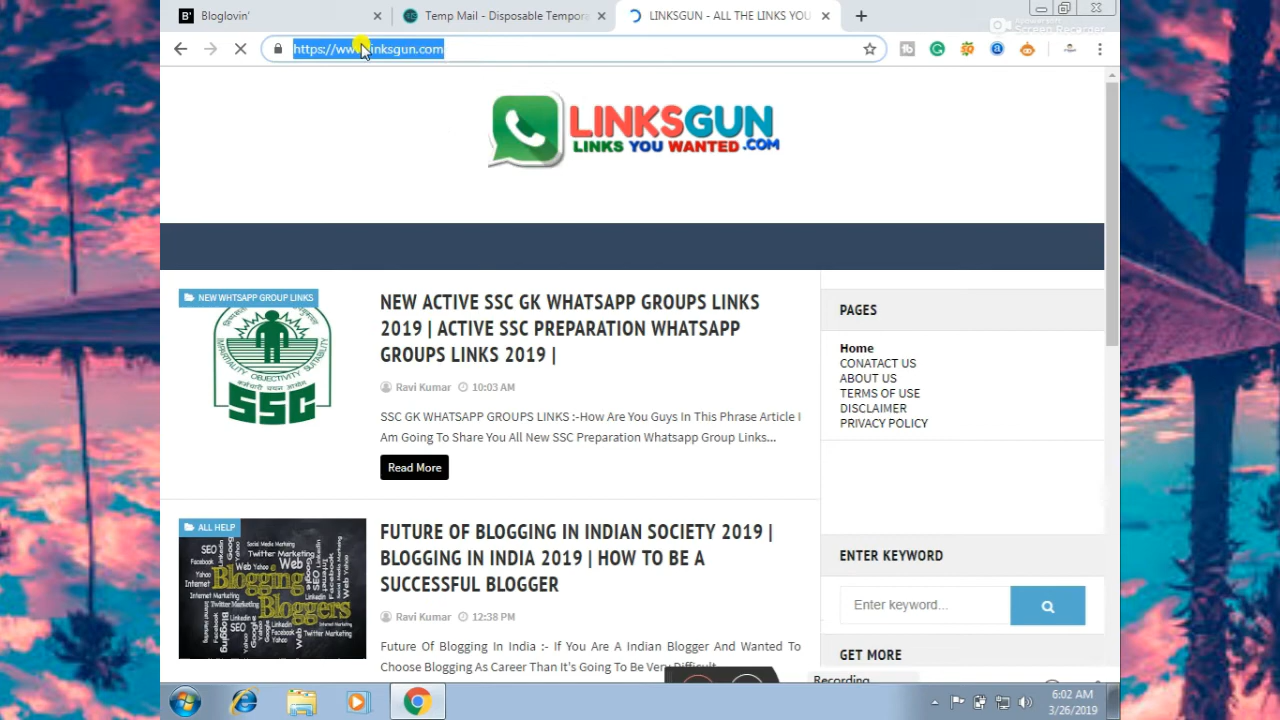 Bloglovin'
Temp Mail - Disposable Tempora
LINKSGUN - ALL THE LINKS YOU
Screen Recorder
https://www.linksgun.com
LINKSGUN
LINKS YOU WANTED.COM
NEW WHTSAPP GROUP LINKS
SSC
NEW ACTIVE SSC GK WHATSAPP GROUPS LINKS
2019 | ACTIVE SSC PREPARATION WHATSAPP
GROUPS LINKS 2019 |
Ravi Kumar 10:03 AM
SSC GK WHATSAPP GROUPS LINKS :-How Are You Guys In This Phrase Article I
Am Going To Share You All New SSC Preparation Whatsapp Group Links...
Read More
PAGES
Home
CONATACT US
ABOUT US
TERMS OF USE
DISCLAIMER
PRIVACY POLICY
ALL HELP
Blogging
Bloggers
FUTURE OF BLOGGING IN INDIAN SOCIETY 2019 |
BLOGGING IN INDIA 2019 | HOW TO BE A
SUCCESSFUL BLOGGER
Ravi Kumar 12:38 PM
Future Of Blogging In India :- If You Are A Indian Blogger And Wanted To
Choose Blogging As Career Than It's Going To Be Very Difficult
ENTER KEYWORD
Enter keyword...
GET MORE
Recording
6:02 AM
3/26/2019